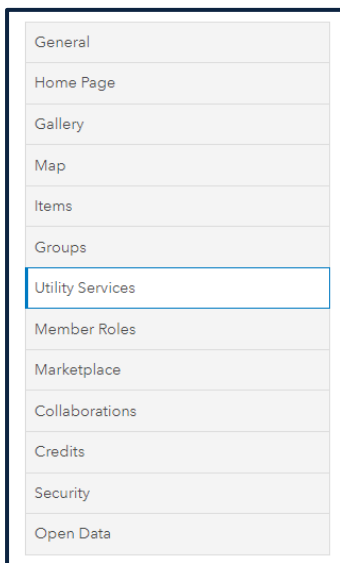 General
Home Page
Gallery
Map
Items
Groups
Utility Services
Member Roles
Marketplace
Collaborations
Credits
Security
Open Data